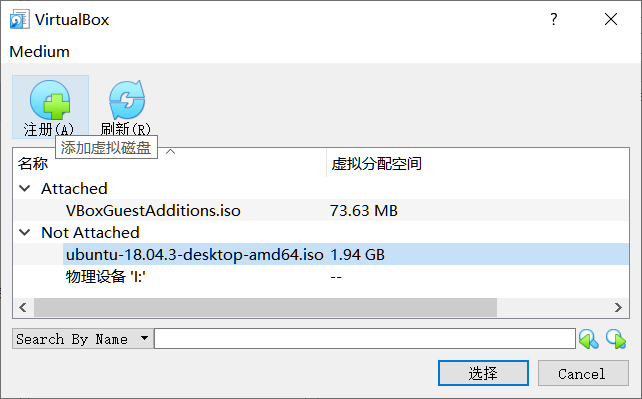 VirtualBox
Medium
注册(A) 刷新(R)
添加虚拟磁盘
名称 虚拟分配空间
Attached
VBoxGuestAdditions.iso 73.63 MB
Not Attached
ubuntu-18.04.3-desktop-amd64.iso 1.94 GB
物理设备 'I:' --
Search By Name
选择 Cancel